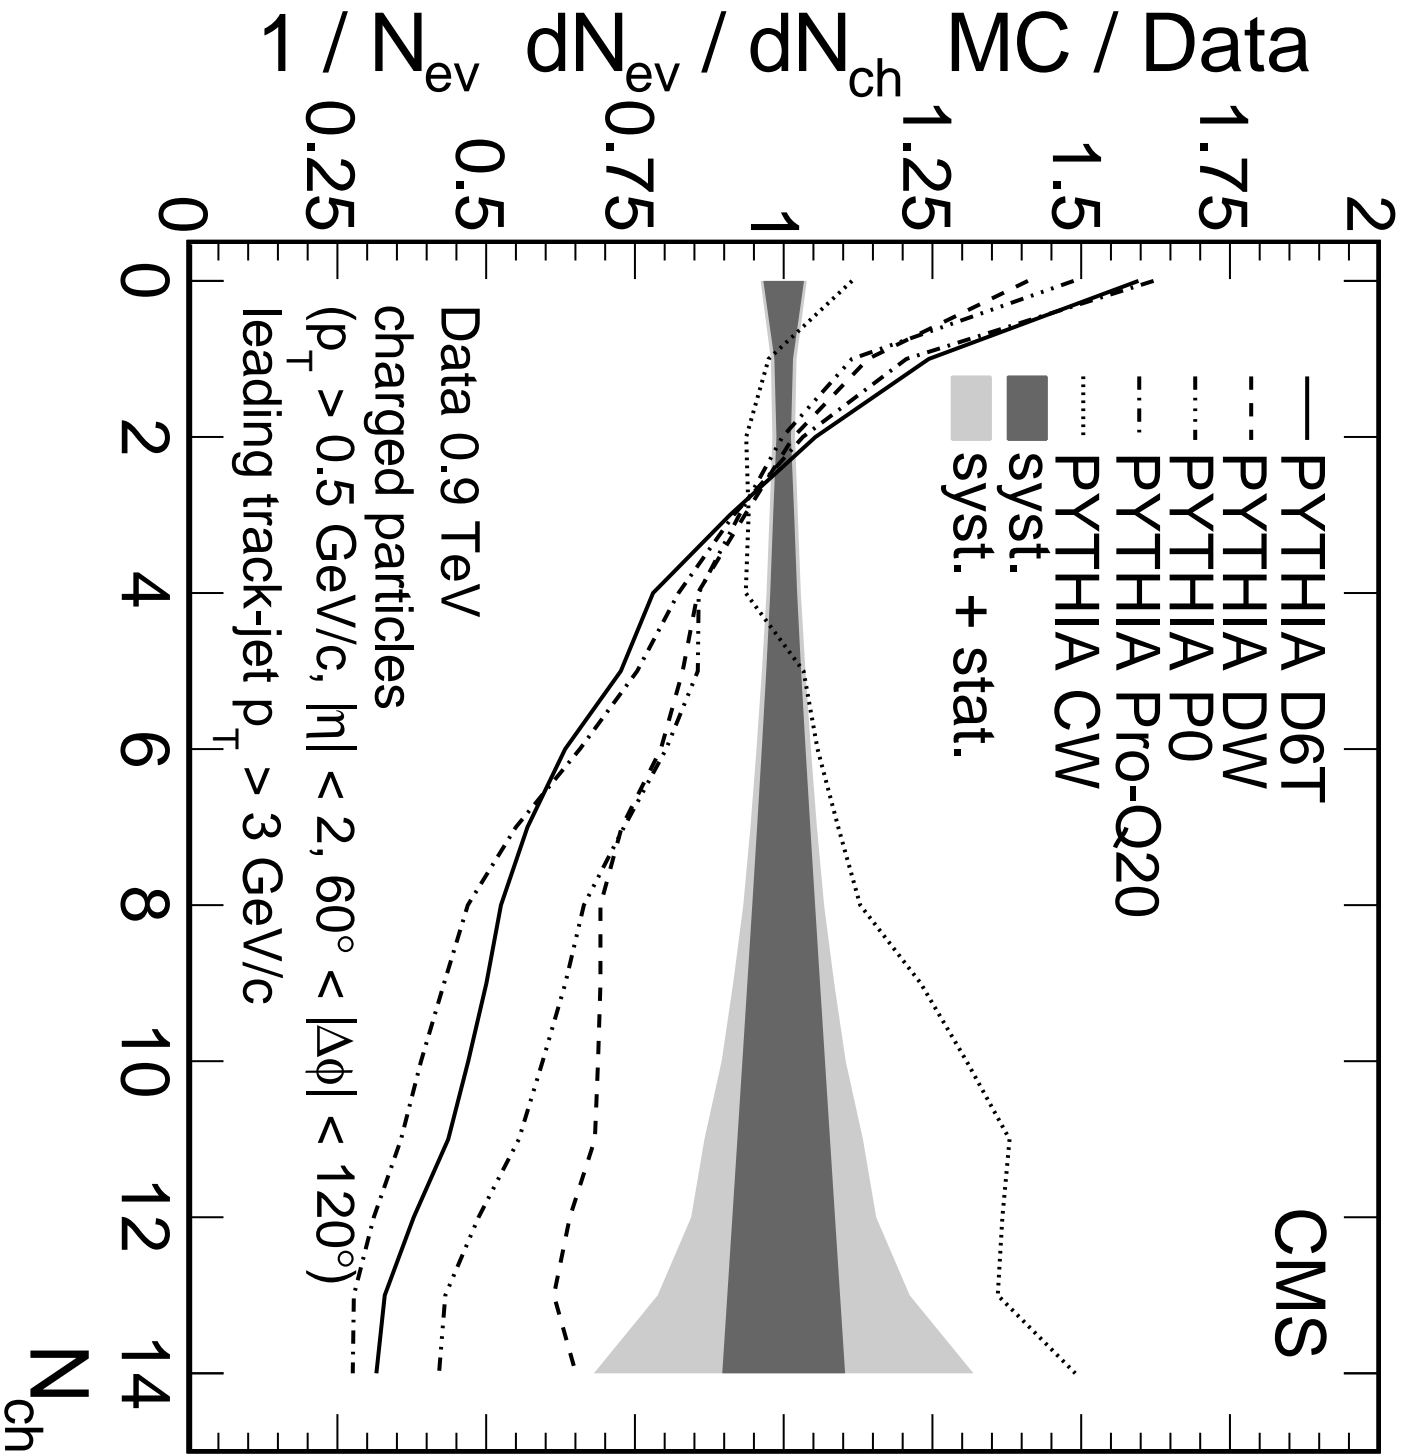 1 / N_ev dN_ev / dN_ch MC / Data
2
1.75
1.5
1.25
1
0.75
0.5
0.25
0
CMS
PYTHIA D6T
PYTHIA DW
PYTHIA P0
PYTHIA Pro-Q20
PYTHIA CW
syst.
syst. + stat.
Data 0.9 TeV
charged particles
(p_T > 0.5 GeV/c, |η| < 2, 60° < |Δϕ| < 120°)
leading track-jet p_T > 3 GeV/c
0 2 4 6 8 10 12 14
N_ch